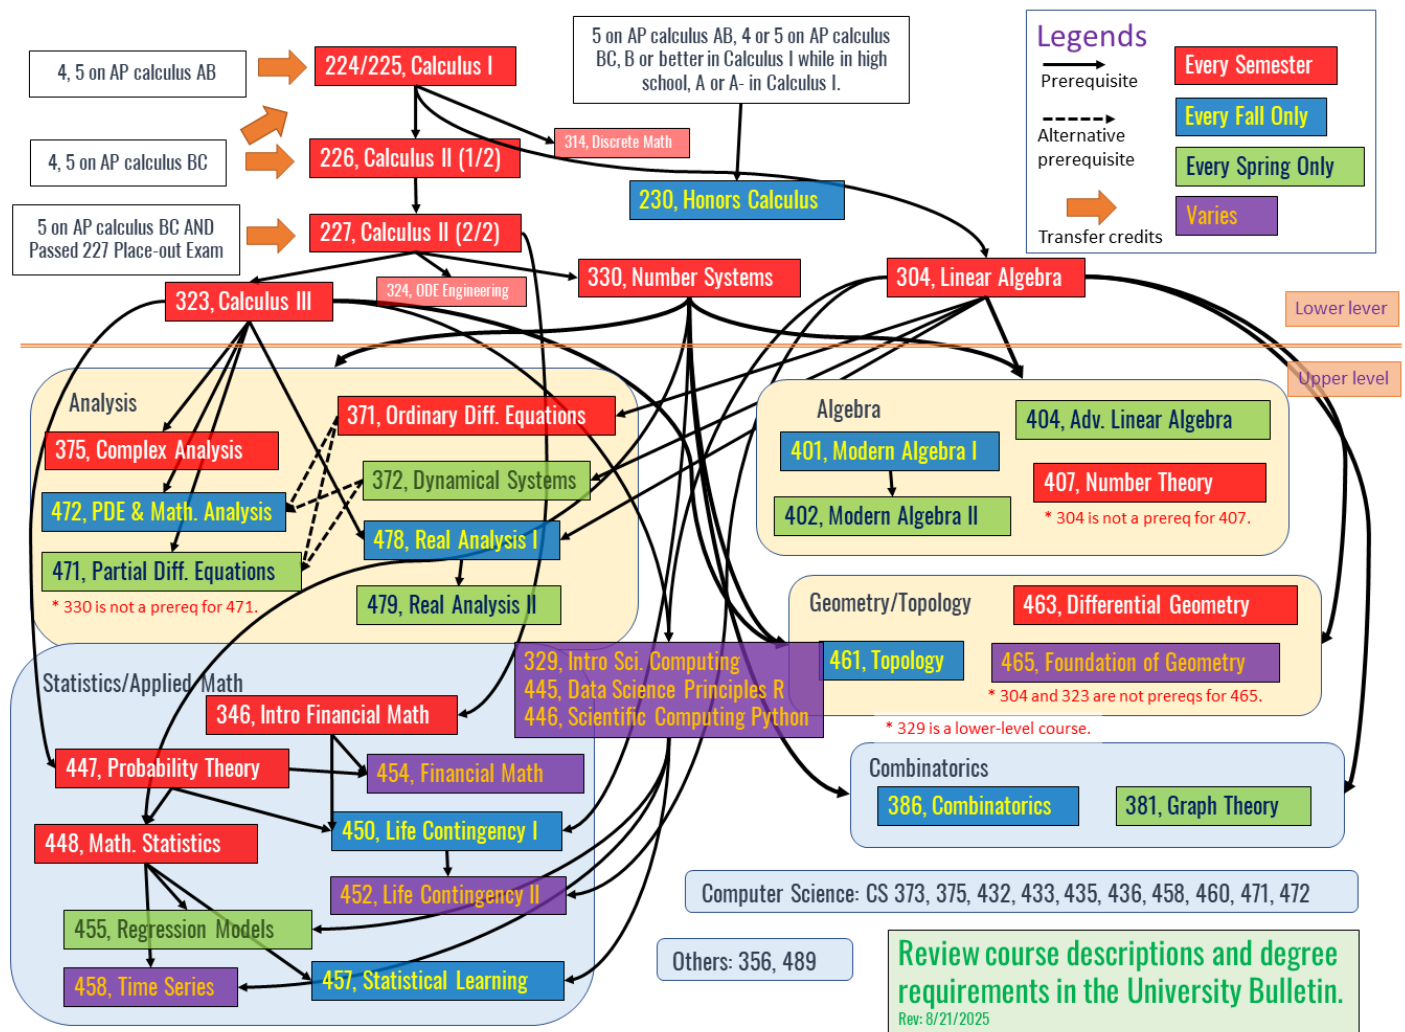 4, 5 on AP calculus AB
224/225, Calculus I
5 on AP calculus AB, 4 or 5 on AP calculus
BC, B or better in Calculus I while in high
school, A or A- in Calculus I.
Legends
Prerequisite
Every Semester
Every Fall Only
Alternative
prerequisite
Every Spring Only
Varies
Transfer credits
314, Discrete Math
4, 5 on AP calculus BC
226, Calculus II (1/2)
230, Honors Calculus
5 on AP calculus BC AND
Passed 227 Place-out Exam
227, Calculus II (2/2)
323, Calculus III
324, ODE Engineering
330, Number Systems
304, Linear Algebra
Lower lever
Upper level
Analysis
371, Ordinary Diff. Equations
375, Complex Analysis
372, Dynamical Systems
472, PDE & Math. Analysis
478, Real Analysis I
471, Partial Diff. Equations
479, Real Analysis II
* 330 is not a prereq for 471.
Algebra
404, Adv. Linear Algebra
401, Modern Algebra I
407, Number Theory
402, Modern Algebra II
* 304 is not a prereq for 407.
Geometry/Topology
463, Differential Geometry
461, Topology
465, Foundation of Geometry
* 304 and 323 are not prereqs for 465.
329, Intro Sci. Computing
445, Data Science Principles R
446, Scientific Computing Python
* 329 is a lower-level course.
Statistics/Applied Math
346, Intro Financial Math
447, Probability Theory
454, Financial Math
448, Math. Statistics
450, Life Contingency I
452, Life Contingency II
455, Regression Models
458, Time Series
457, Statistical Learning
Combinatorics
386, Combinatorics
381, Graph Theory
Computer Science: CS 373, 375, 432, 433, 435, 436, 458, 460, 471, 472
Others: 356, 489
Review course descriptions and degree
requirements in the University Bulletin.
Rev: 8/21/2025